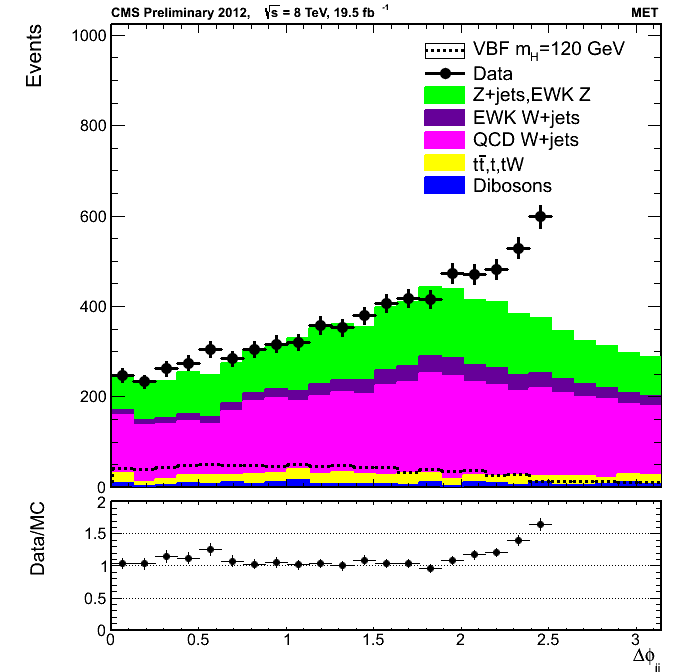 CMS Preliminary 2012, √s = 8 TeV, 19.5 fb⁻¹ MET
Events
1000
800
600
400
200
0
VBF m_H=120 GeV
Data
Z+jets,EWK Z
EWK W+jets
QCD W+jets
tt̄,t,tW
Dibosons
Data/MC
2
1.5
1
0.5
0
0 0.5 1 1.5 2 2.5 3
Δϕ_jj